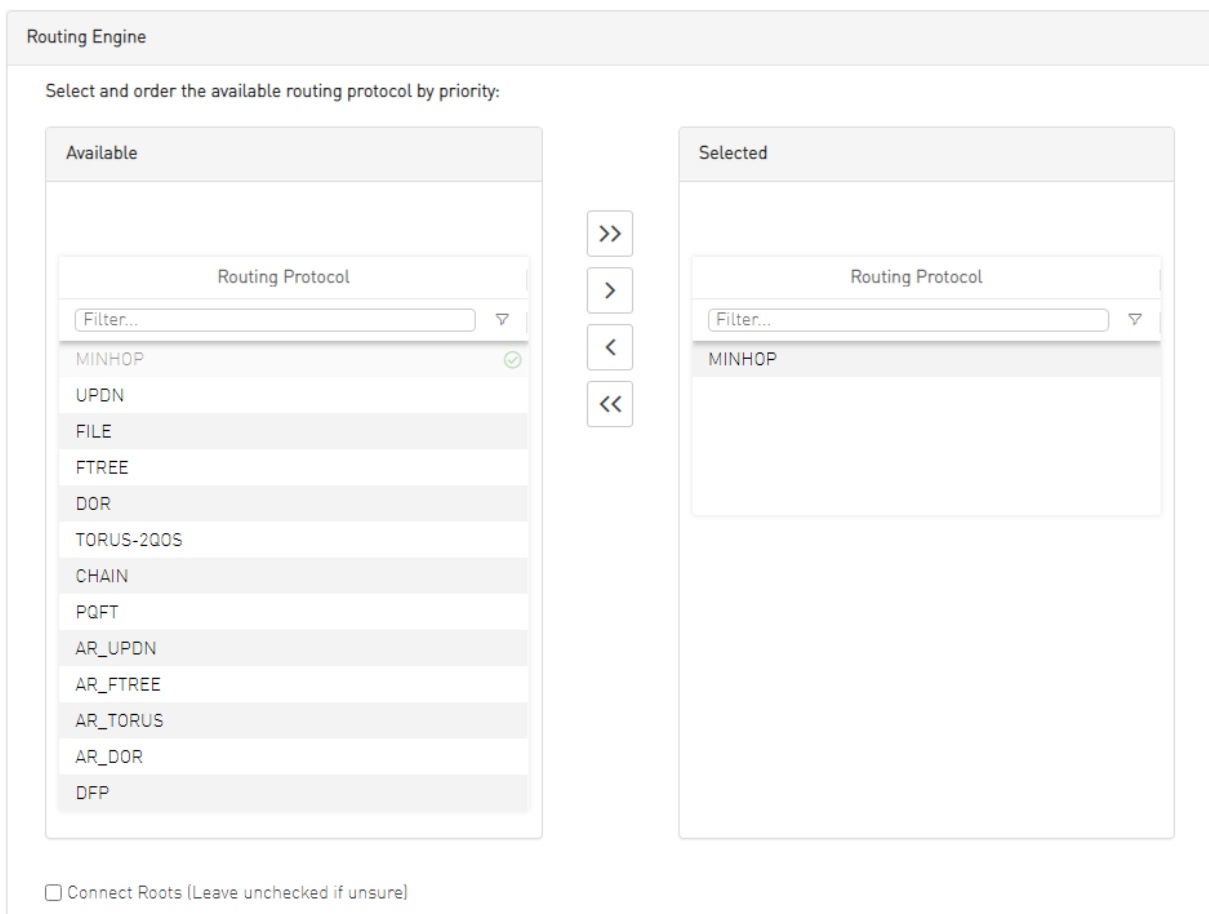 Routing Engine
Select and order the available routing protocol by priority:
Available
Selected
Routing Protocol
Routing Protocol
Filter...
Filter...
MINHOP
MINHOP
UPDN
FILE
FTREE
DOR
TORUS-2QOS
CHAIN
PQFT
AR_UPDN
AR_FTREE
AR_TORUS
AR_DOR
DFP
Connect Roots (Leave unchecked if unsure)